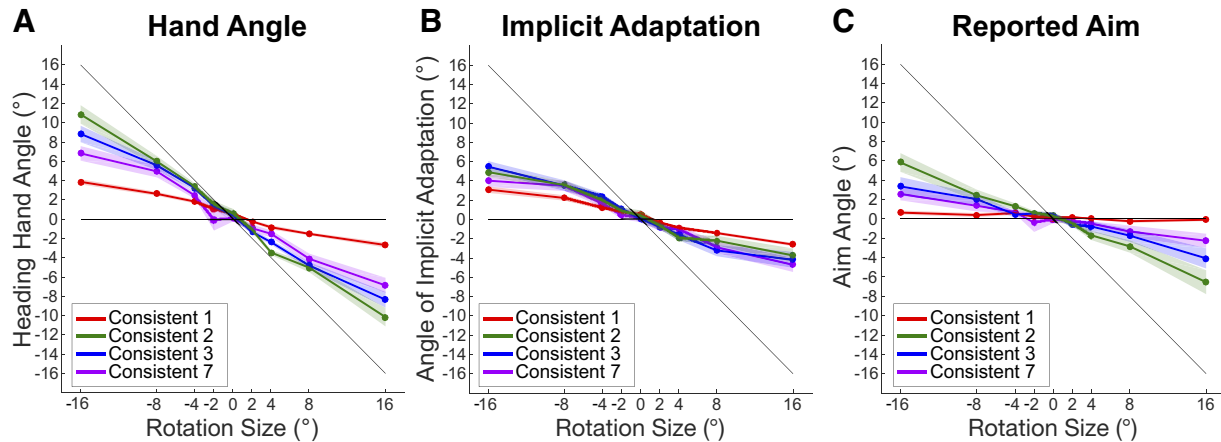 A Hand Angle
Heading Hand Angle (°)
16
14
12
10
8
6
4
2
0
-2
-4
-6
-8
-10
-12
-14
-16
Consistent 1
Consistent 2
Consistent 3
Consistent 7
-16 -8 -4 -2 0 2 4 8 16
Rotation Size (°)
B Implicit Adaptation
Angle of Implicit Adaptation (°)
16
14
12
10
8
6
4
2
0
-2
-4
-6
-8
-10
-12
-14
-16
Consistent 1
Consistent 2
Consistent 3
Consistent 7
-16 -8 -4 -2 0 2 4 8 16
Rotation Size (°)
C Reported Aim
Aim Angle (°)
16
14
12
10
8
6
4
2
0
-2
-4
-6
-8
-10
-12
-14
-16
Consistent 1
Consistent 2
Consistent 3
Consistent 7
-16 -8 -4 -2 0 2 4 8 16
Rotation Size (°)